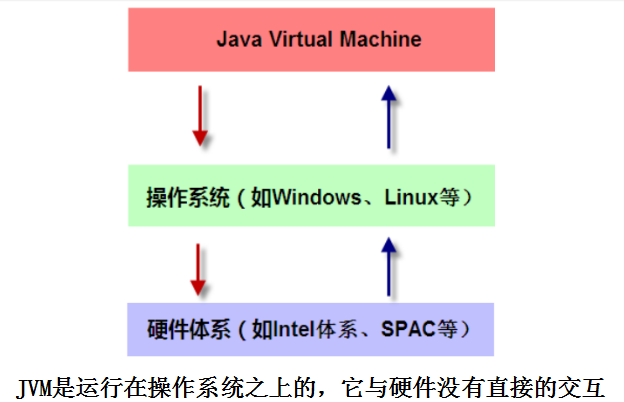 Java Virtual Machine
操作系统（如Windows、Linux等）
硬件体系（如Intel体系、SPAC等）
JVM是运行在操作系统之上的，它与硬件没有直接的交互